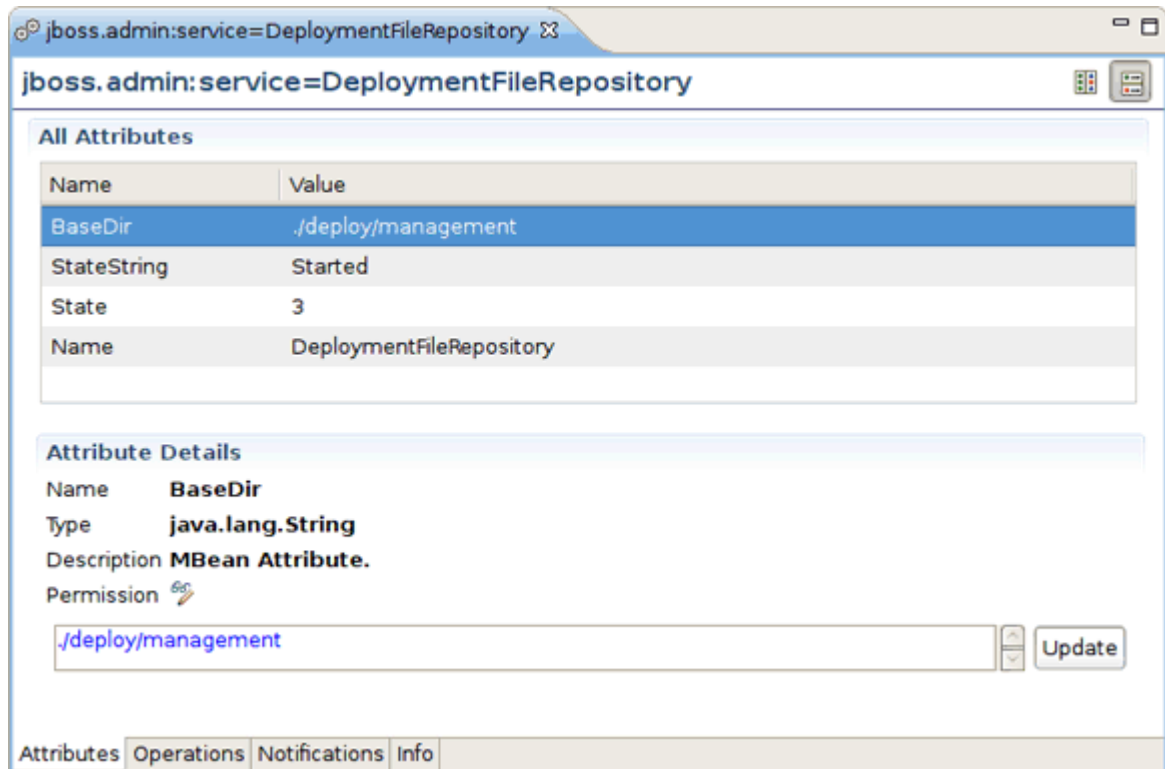 jboss.admin:service=DeploymentFileRepository
jboss.admin:service=DeploymentFileRepository
All Attributes
Name Value
BaseDir ./deploy/management
StateString Started
State 3
Name DeploymentFileRepository
Attribute Details
Name BaseDir
Type java.lang.String
Description MBean Attribute.
Permission
./deploy/management
Update
Attributes Operations Notifications Info